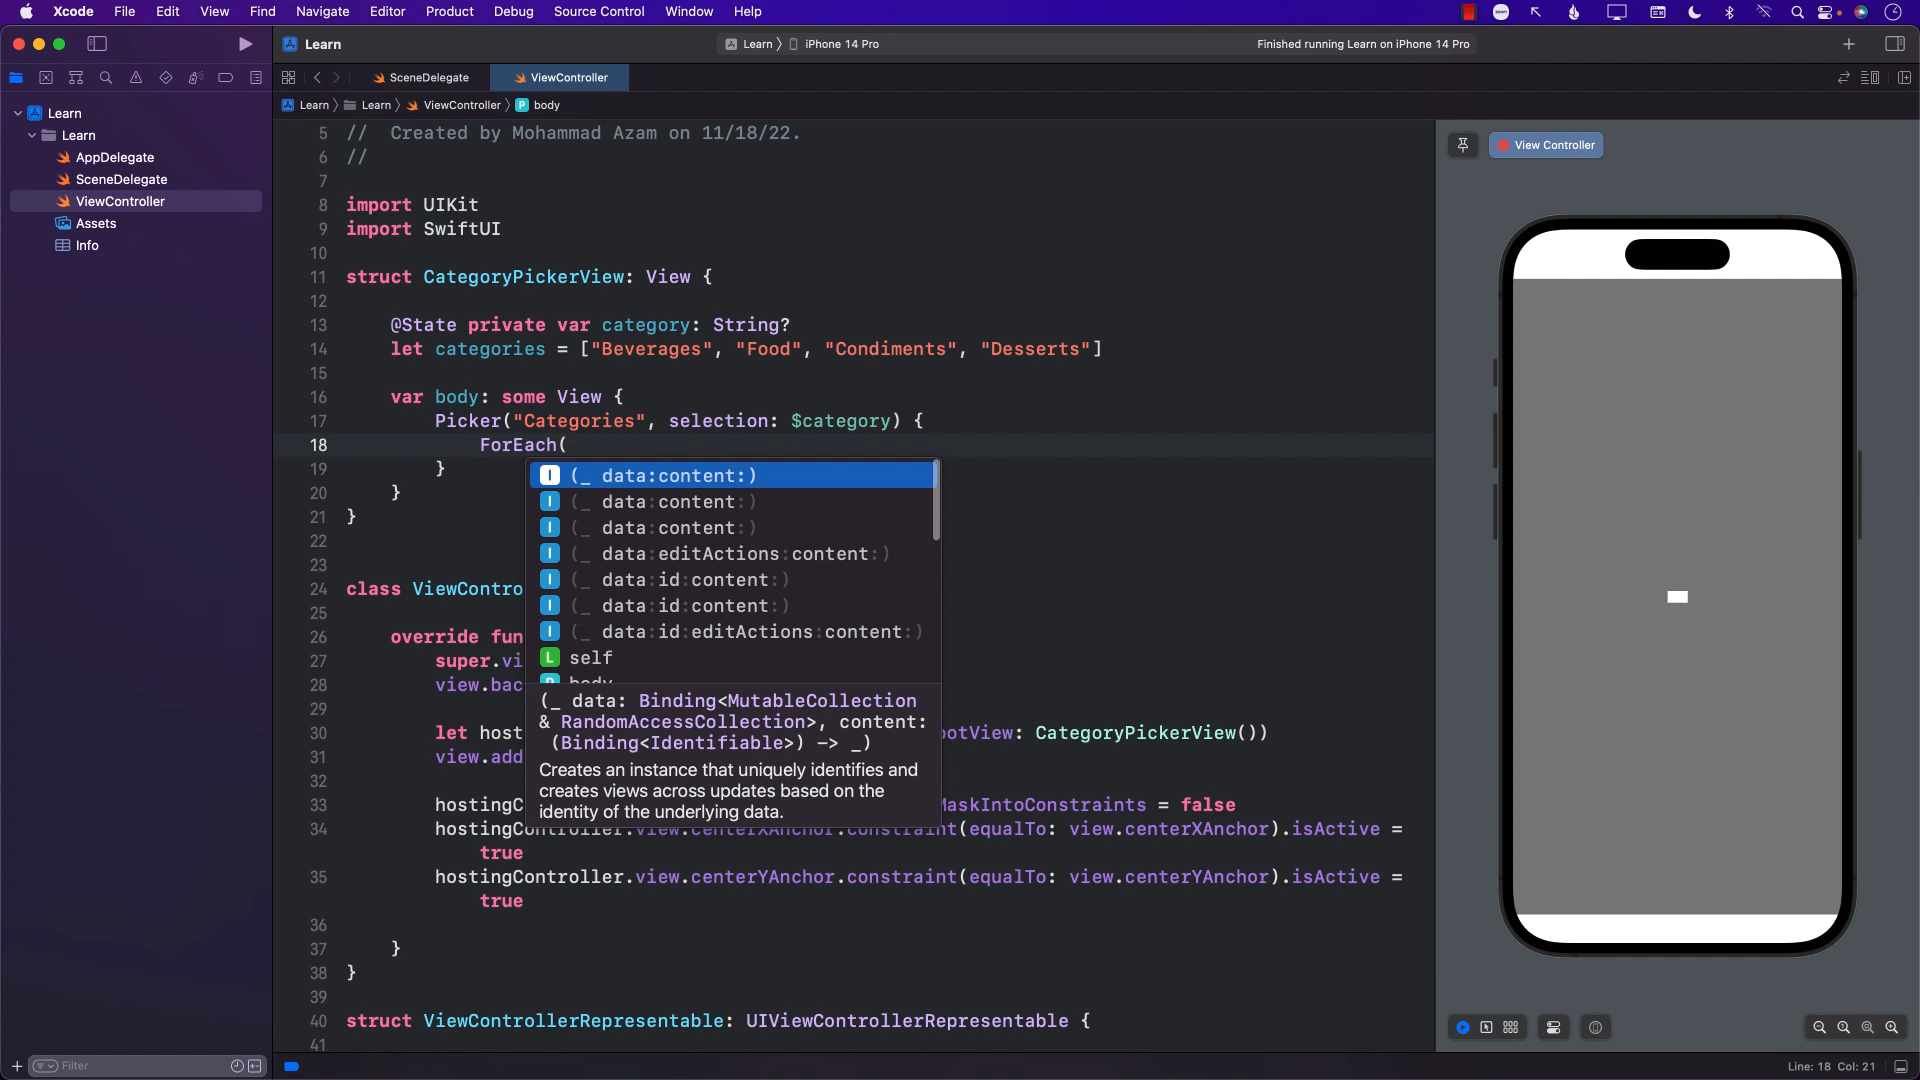 Xcode File Edit View Find Navigate Editor Product Debug Source Control Window Help
Learn
Learn iPhone 14 Pro
Finished running Learn on iPhone 14 Pro
SceneDelegate ViewController
Learn Learn ViewController body
Learn
Learn
AppDelegate
SceneDelegate
ViewController
Assets
Info
5 //  Created by Mohammad Azam on 11/18/22.
6 //
7
8 import UIKit
9 import SwiftUI
10
11 struct CategoryPickerView: View {
12
13 @State private var category: String?
14 let categories = ["Beverages", "Food", "Condiments", "Desserts"]
15
16 var body: some View {
17 Picker("Categories", selection: $category) {
18 ForEach(
19 }
20 }
21 }
22
23
24 class ViewContro
25
26 override fun
27 super.vi
28 view.bac
29
30 let host otView: CategoryPickerView())
31 view.add
32
33 hostingC MaskIntoConstraints = false
34 hostingController.view.centerXAnchor.constraint(equalTo: view.centerXAnchor).isActive =
true
35 hostingController.view.centerYAnchor.constraint(equalTo: view.centerYAnchor).isActive =
true
36
37 }
38 }
39
40 struct ViewControllerRepresentable: UIViewControllerRepresentable {
41
(_ data:content:)
(_ data:content:)
(_ data:content:)
(_ data:editActions:content:)
(_ data:id:content:)
(_ data:id:content:)
(_ data:id:editActions:content:)
L self
body
(_ data: Binding<MutableCollection
& RandomAccessCollection>, content:
(Binding<Identifiable>) -> _)
Creates an instance that uniquely identifies and
creates views across updates based on the
identity of the underlying data.
View Controller
Filter
Line: 18 Col: 21